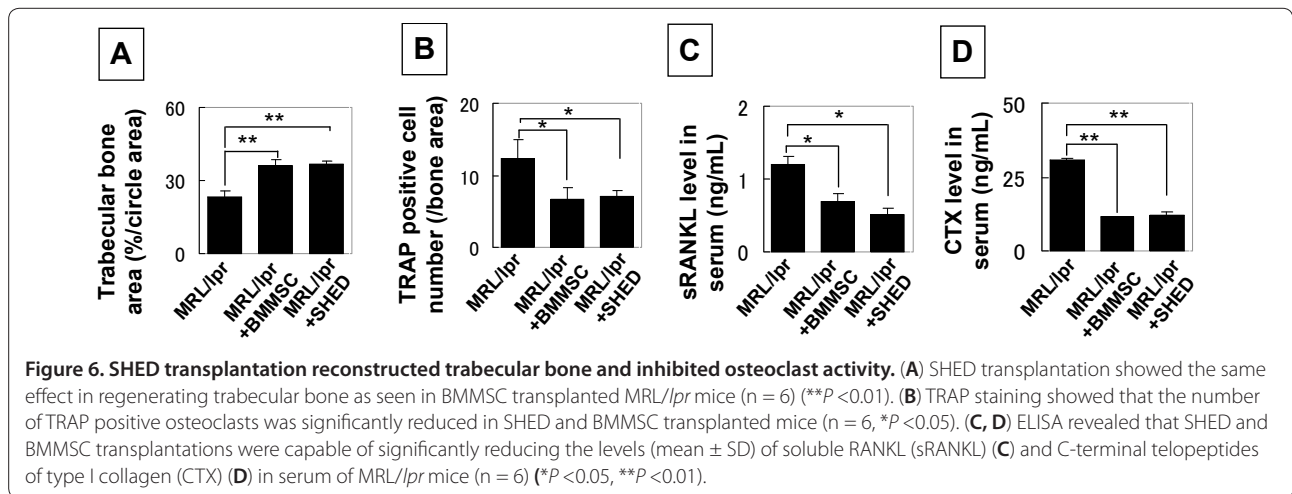 A
B
C
D
Trabecular bone
area (%/circle area)
60
30
0
**
**
MRL/lpr
MRL/lpr
+BMMSC
MRL/lpr
+SHED
TRAP positive cell
number (/bone area)
20
10
0
*
*
MRL/lpr
MRL/lpr
+BMMSC
MRL/lpr
+SHED
sRANKL level in
serum (ng/mL)
2
1
0
*
*
MRL/lpr
MRL/lpr
+BMMSC
MRL/lpr
+SHED
CTX level in
serum (ng/mL)
50
25
0
**
**
MRL/lpr
MRL/lpr
+BMMSC
MRL/lpr
+SHED
Figure 6. SHED transplantation reconstructed trabecular bone and inhibited osteoclast activity. (A) SHED transplantation showed the same
effect in regenerating trabecular bone as seen in BMMSC transplanted MRL/lpr mice (n = 6) (**P <0.01). (B) TRAP staining showed that the number
of TRAP positive osteoclasts was significantly reduced in SHED and BMMSC transplanted mice (n = 6, *P <0.05). (C, D) ELISA revealed that SHED and
BMMSC transplantations were capable of significantly reducing the levels (mean ± SD) of soluble RANKL (sRANKL) (C) and C-terminal telopeptides
of type I collagen (CTX) (D) in serum of MRL/lpr mice (n = 6) (*P <0.05, **P <0.01).